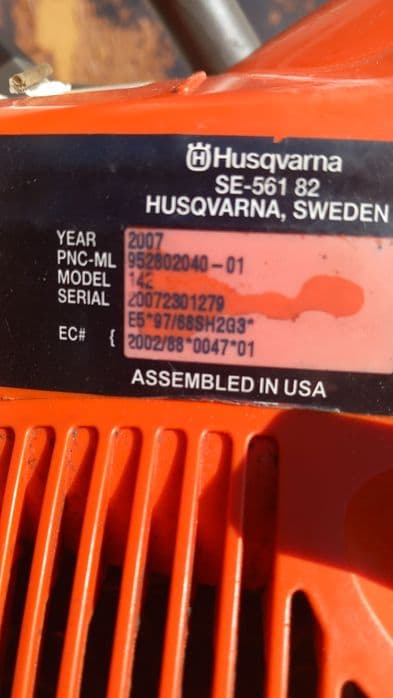 Husqvarna
SE-561 82
HUSQVARNA, SWEDEN
YEAR 2007
PNC-ML 952802040-01
MODEL 142
SERIAL 20072301279
E5*97/68SH2G3*
EC# { 2002/88*0047*01
ASSEMBLED IN USA